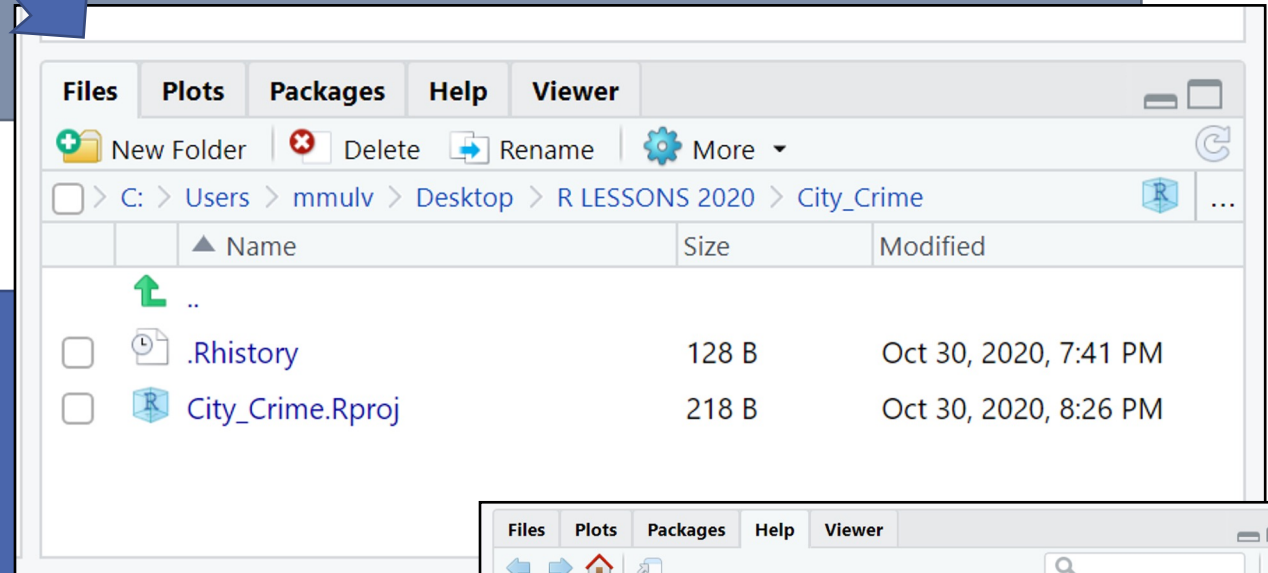 Files Plots Packages Help Viewer
New Folder Delete Rename More
C: > Users > mmulv > Desktop > R LESSONS 2020 > City_Crime R ...
Name Size Modified
..
.Rhistory 128 B Oct 30, 2020, 7:41 PM
R City_Crime.Rproj 218 B Oct 30, 2020, 8:26 PM
Files Plots Packages Help Viewer